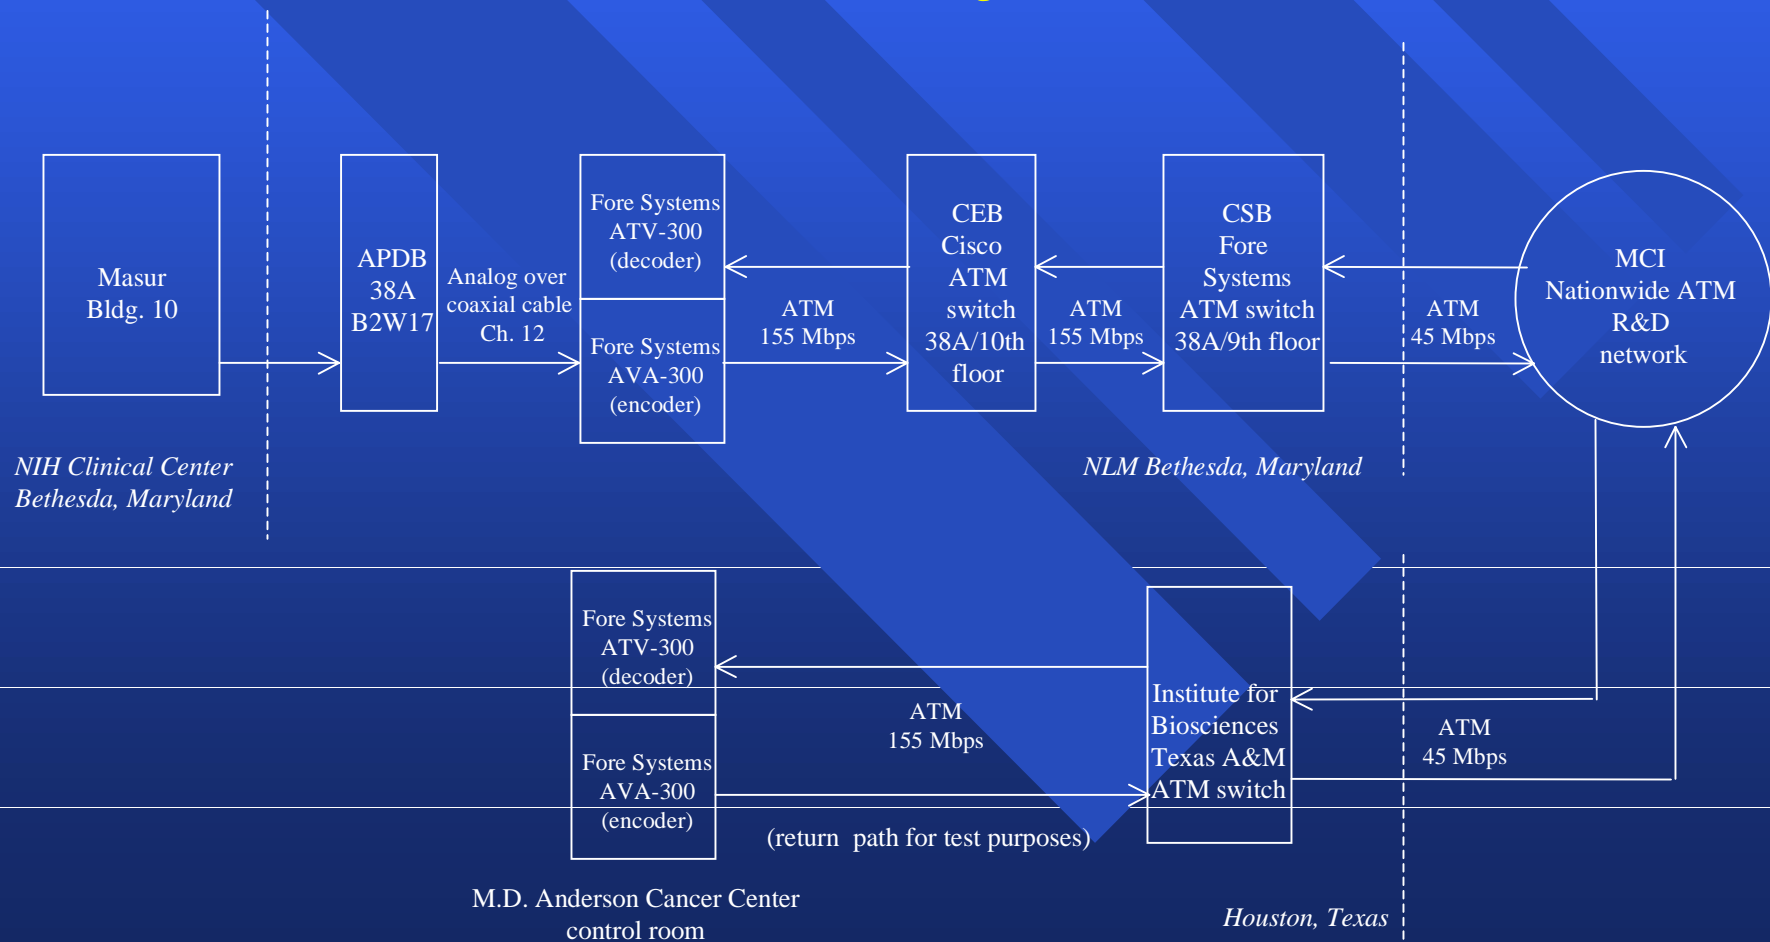 Masur
Bldg. 10
APDB
38A
B2W17
Analog over
coaxial cable
Ch. 12
Fore Systems
ATV-300
(decoder)
Fore Systems
AVA-300
(encoder)
ATM
155 Mbps
CEB
Cisco
ATM
switch
38A/10th
floor
ATM
155 Mbps
CSB
Fore
Systems
ATM switch
38A/9th floor
ATM
45 Mbps
MCI
Nationwide ATM
R&D
network
NIH Clinical Center
Bethesda, Maryland
NLM Bethesda, Maryland
Fore Systems
ATV-300
(decoder)
Fore Systems
AVA-300
(encoder)
ATM
155 Mbps
(return path for test purposes)
Institute for
Biosciences
Texas A&M
ATM switch
ATM
45 Mbps
M.D. Anderson Cancer Center
control room
Houston, Texas